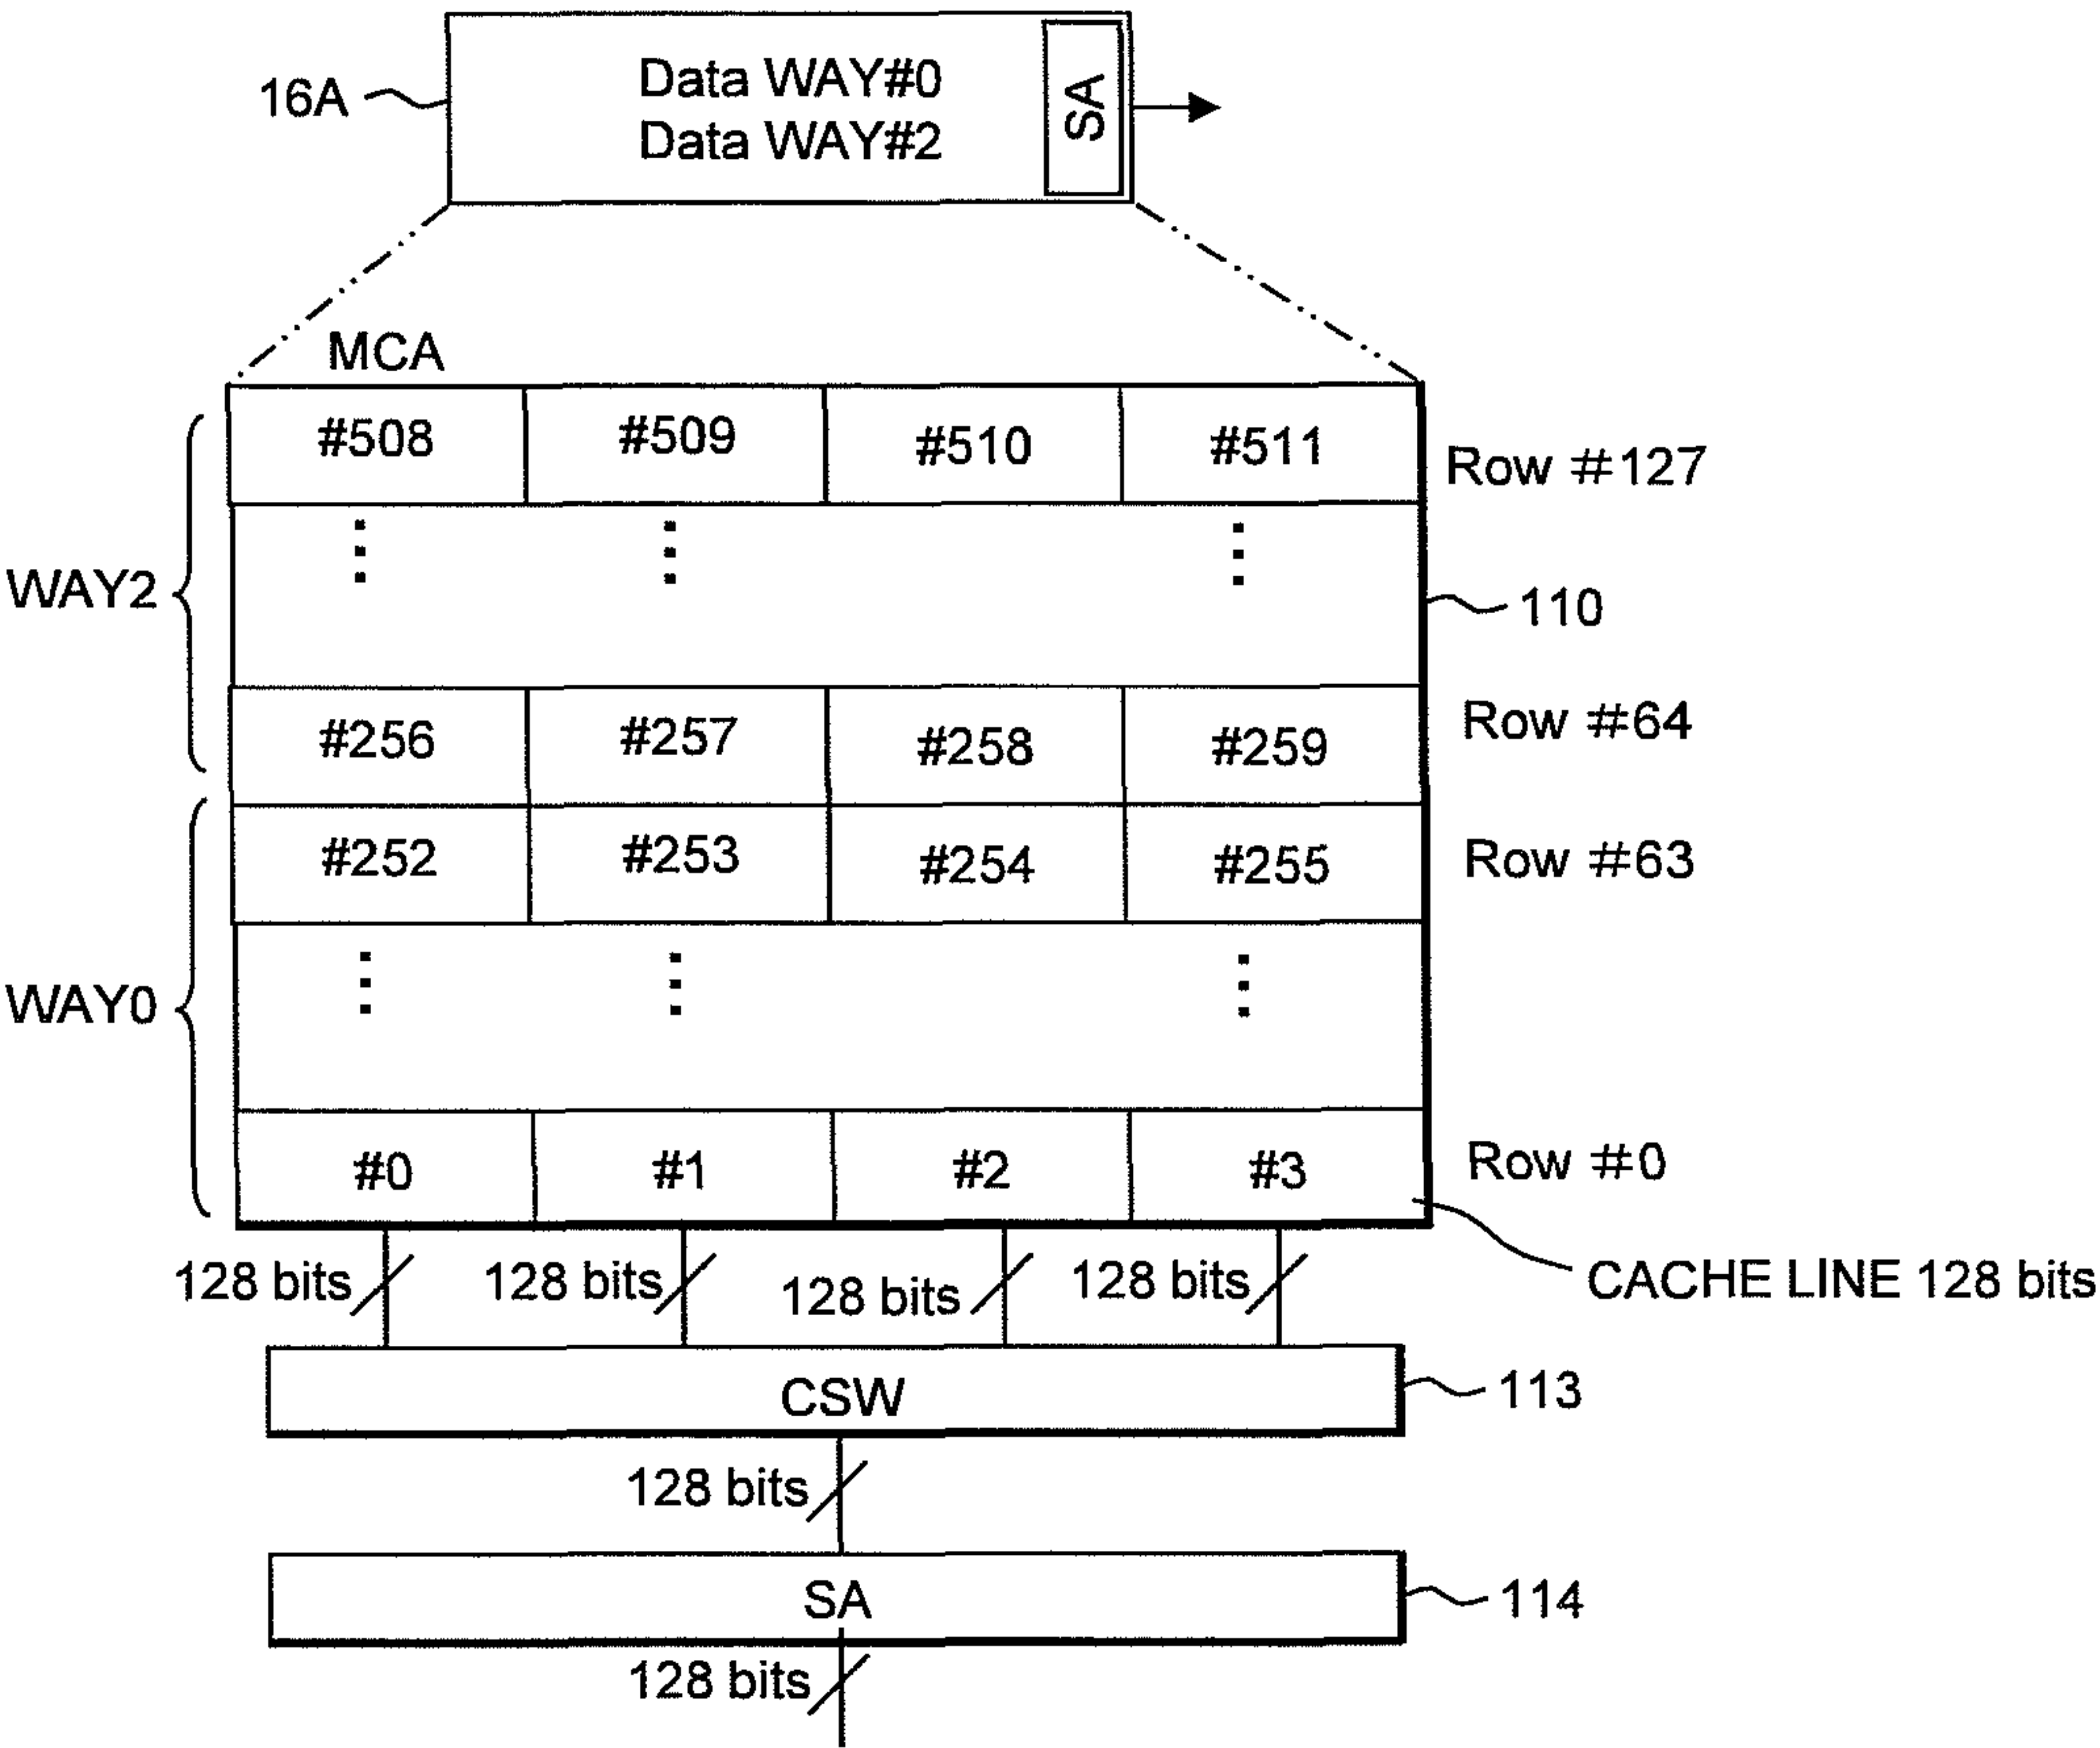 16A
Data WAY#0
Data WAY#2
SA
MCA
#508 #509 #510 #511
Row #127
WAY2
110
#256 #257 #258 #259
Row #64
#252 #253 #254 #255
Row #63
WAY0
#0 #1 #2 #3
Row #0
128 bits 128 bits 128 bits 128 bits
CACHE LINE 128 bits
CSW
113
128 bits
SA
114
128 bits